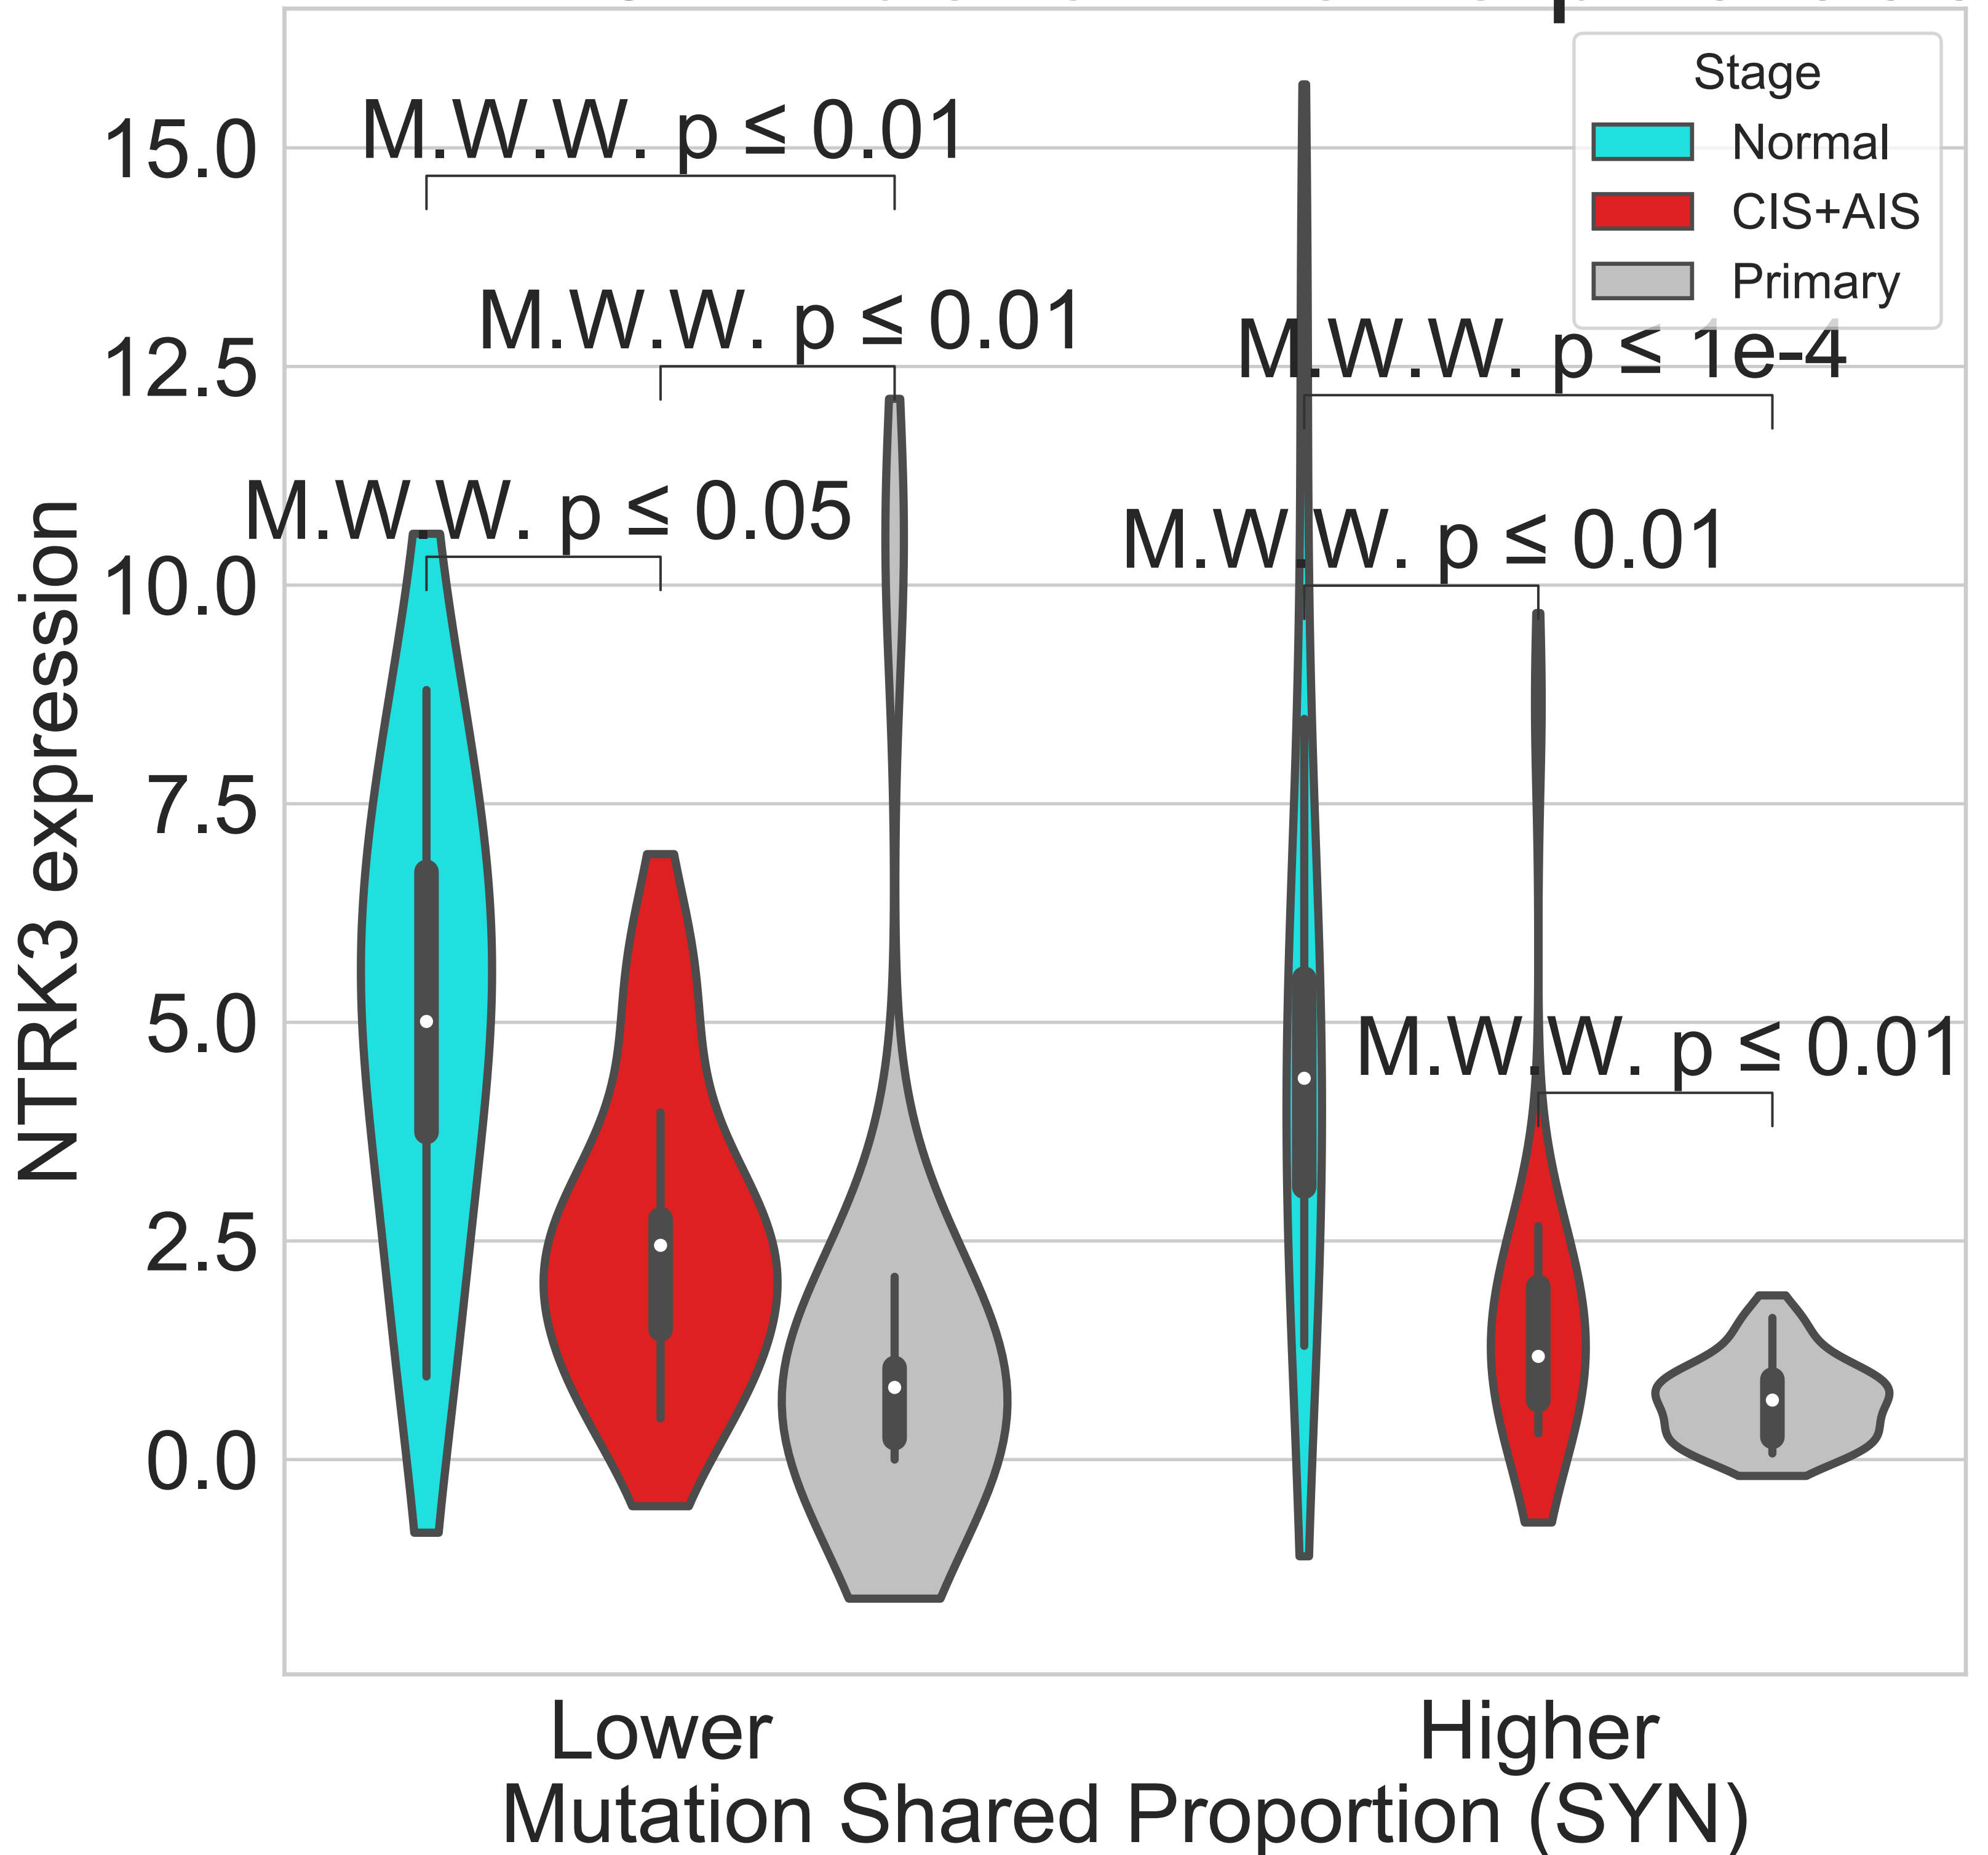 Stage
Normal
CIS+AIS
Primary
15.0
12.5
10.0
7.5
5.0
2.5
0.0
NTRK3 expression
M.W.W. p ≤ 0.01
M.W.W. p ≤ 0.01
M.W.W. p ≤ 0.05
M.W.W. p ≤ 1e-4
M.W.W. p ≤ 0.01
M.W.W. p ≤ 0.01
Lower
Higher
Mutation Shared Proportion (SYN)